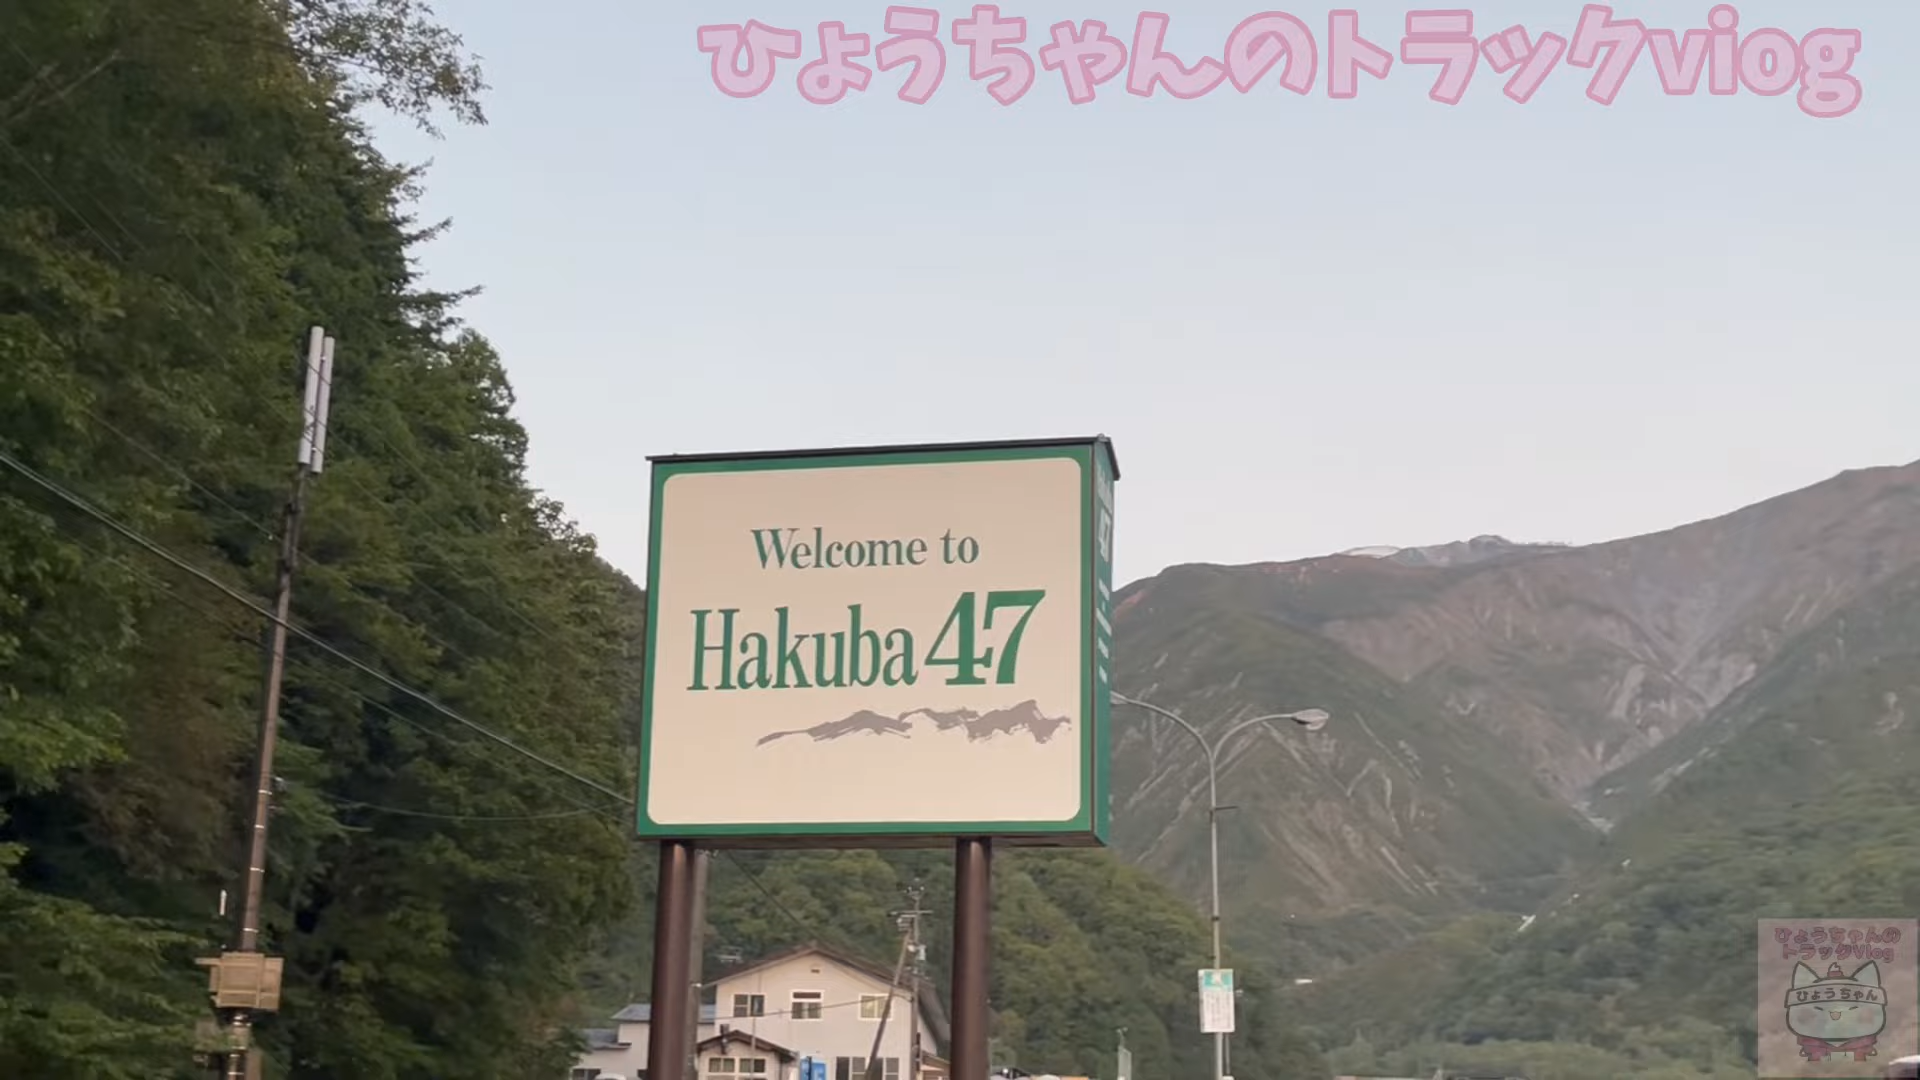 ひょうちゃんのトラックviog
Welcome to
Hakuba 47
47
ひょうちゃんの
トラックVlog
ひょうちゃん